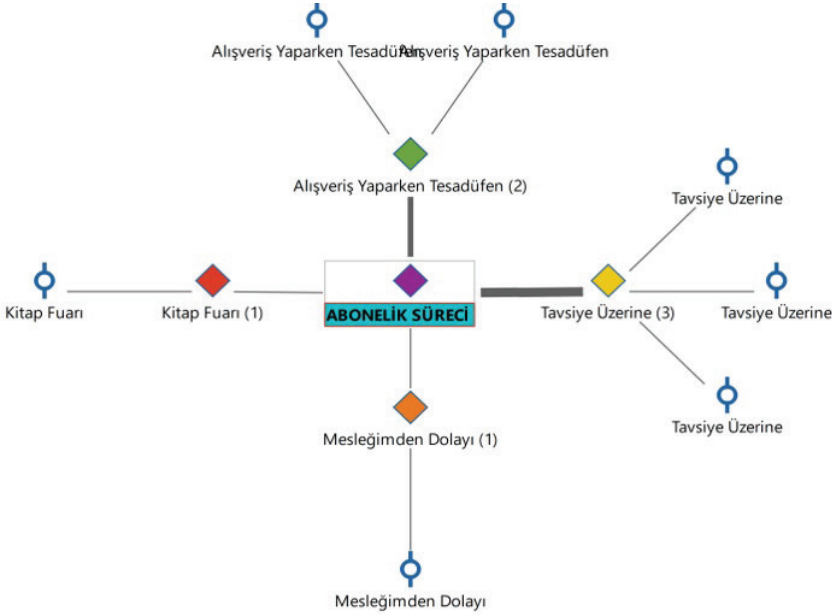 Alışveriş Yaparken Tesadüfen
Alışveriş Yaparken Tesadüfen
Alışveriş Yaparken Tesadüfen (2)
Tavsiye Üzerine
Kitap Fuarı
Kitap Fuarı (1)
ABONELİK SÜRECİ
Tavsiye Üzerine (3)
Tavsiye Üzerine
Tavsiye Üzerine
Mesleğimden Dolayı (1)
Mesleğimden Dolayı